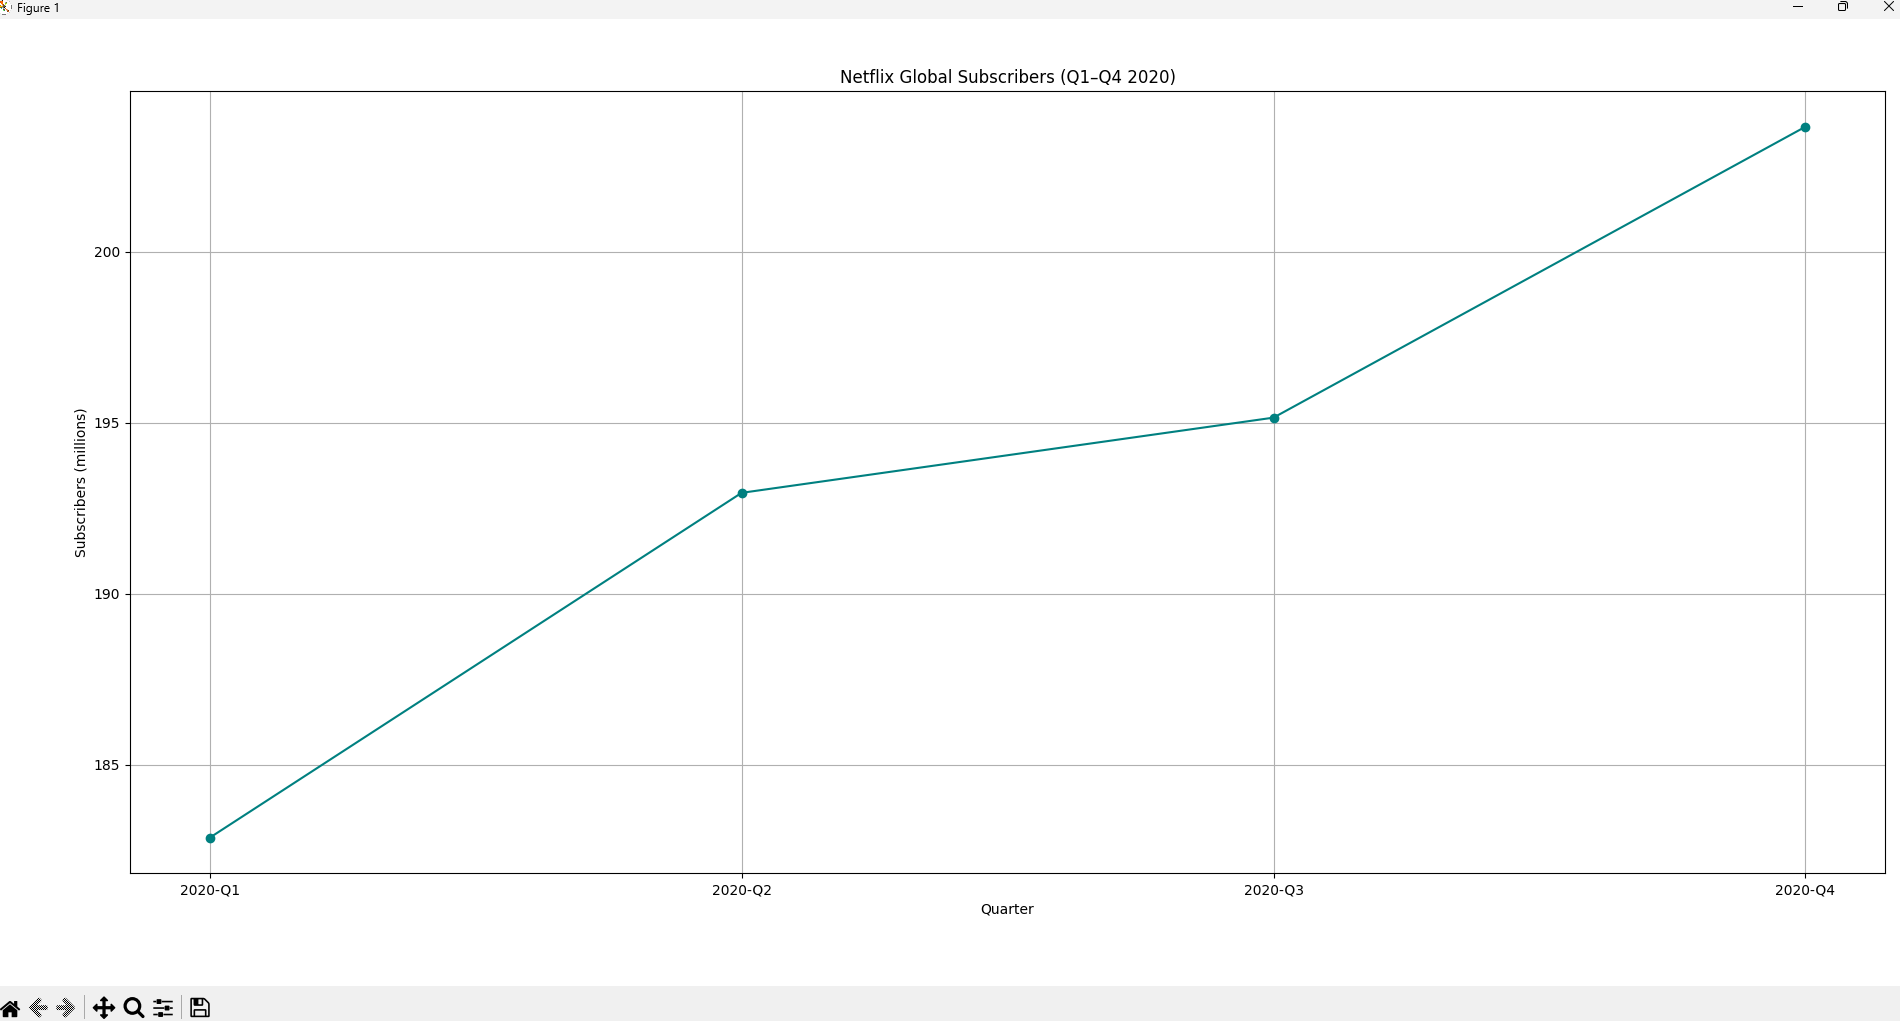 Figure 1
Netflix Global Subscribers (Q1–Q4 2020)
200
195
190
185
Subscribers (millions)
2020-Q1 2020-Q2 2020-Q3 2020-Q4
Quarter